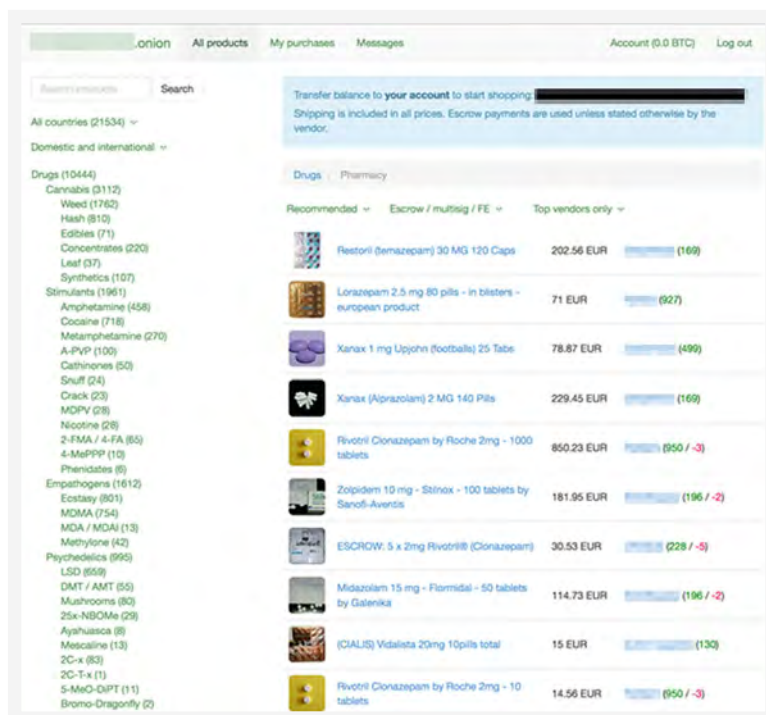 .onion All products My purchases Messages Account (0.0 BTC) Log out
Search products Search
All countries (21534)
Domestic and international
Drugs (10444)
Cannabis (3112)
Weed (1762)
Hash (810)
Edibles (71)
Concentrates (220)
Leaf (37)
Synthetics (107)
Stimulants (1961)
Amphetamine (458)
Cocaine (718)
Metamphetamine (270)
A-PVP (100)
Cathinones (50)
Snuff (24)
Crack (23)
MDPV (28)
Nicotine (28)
2-FMA / 4-FA (65)
4-MePPP (10)
Phenidates (6)
Empathogens (1612)
Ecstasy (801)
MDMA (754)
MDA / MDAI (13)
Methylone (42)
Psychedelics (995)
LSD (659)
DMT / AMT (55)
Mushrooms (80)
25x-NBOMe (29)
Ayahuasca (8)
Mescaline (13)
2C-x (83)
2C-T-x (1)
5-MeO-DiPT (11)
Bromo-Dragonfly (2)
Transfer balance to your account to start shopping:
Shipping is included in all prices. Escrow payments are used unless stated otherwise by the
vendor.
Drugs Pharmacy
Recommended Escrow / multisig / FE Top vendors only
Restoril (temazepam) 30 MG 120 Caps 202.56 EUR (169)
Lorazepam 2.5 mg 80 pills - in blisters -
european product 71 EUR (927)
Xanax 1 mg Upjohn (footballs) 25 Tabs 78.87 EUR (499)
Xanax (Alprazolam) 2 MG 140 Pills 229.45 EUR (169)
Rivotril Clonazepam by Roche 2mg - 1000
tablets 850.23 EUR (950 / -3)
Zolpidem 10 mg - Stilnox - 100 tablets by
Sanofi-Aventis 181.95 EUR (196 / -2)
ESCROW: 5 x 2mg Rivotril® (Clonazepam) 30.53 EUR (228 / -5)
Midazolam 15 mg - Flormidal - 50 tablets
by Galenika 114.73 EUR (196 / -2)
(CIALIS) Vidalista 20mg 10pills total 15 EUR (130)
Rivotril Clonazepam by Roche 2mg - 10
tablets 14.56 EUR (950 / -3)